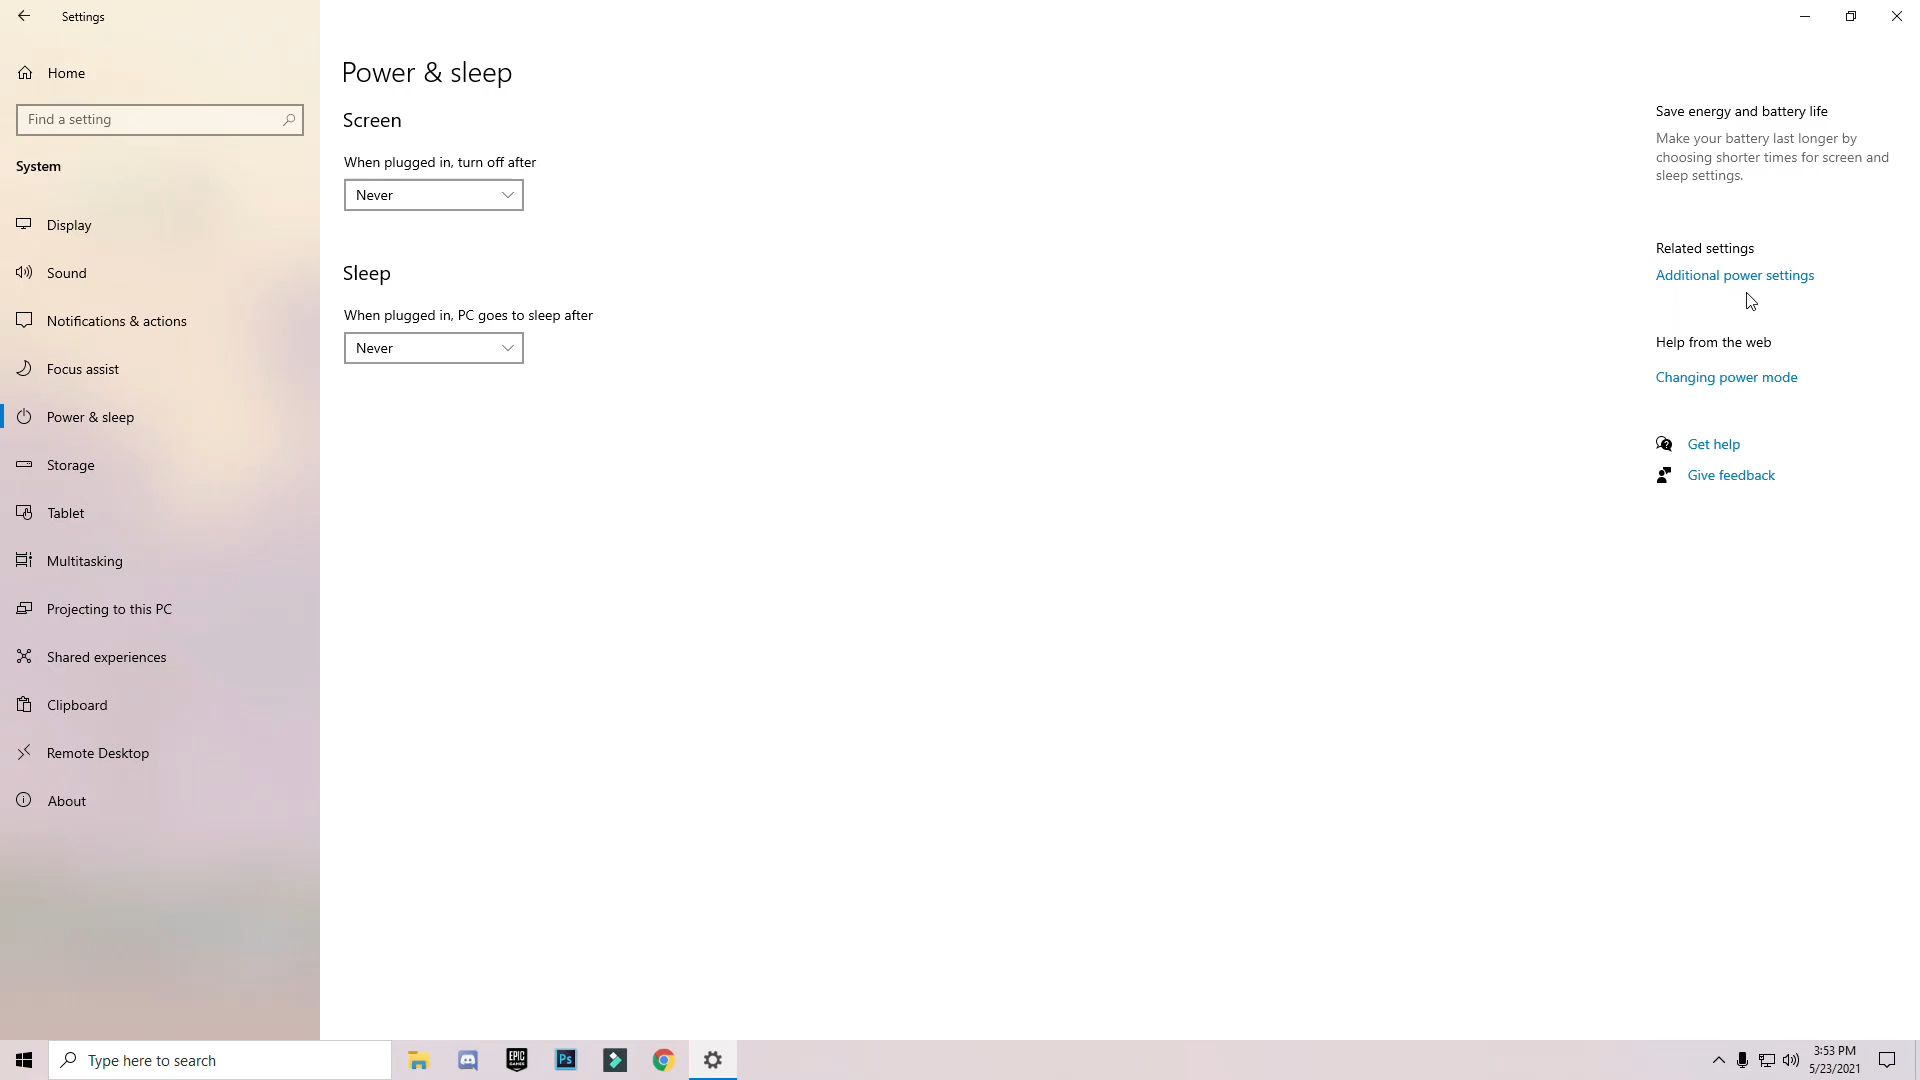 Settings
Home
Find a setting
System
Display
Sound
Notifications & actions
Focus assist
Power & sleep
Storage
Tablet
Multitasking
Projecting to this PC
Shared experiences
Clipboard
Remote Desktop
About
Power & sleep
Screen
When plugged in, turn off after
Never
Sleep
When plugged in, PC goes to sleep after
Never
Save energy and battery life
Make your battery last longer by
choosing shorter times for screen and
sleep settings.
Related settings
Additional power settings
Help from the web
Changing power mode
Get help
Give feedback
Type here to search
EPIC
GAMES
Ps
3:53 PM
5/23/2021